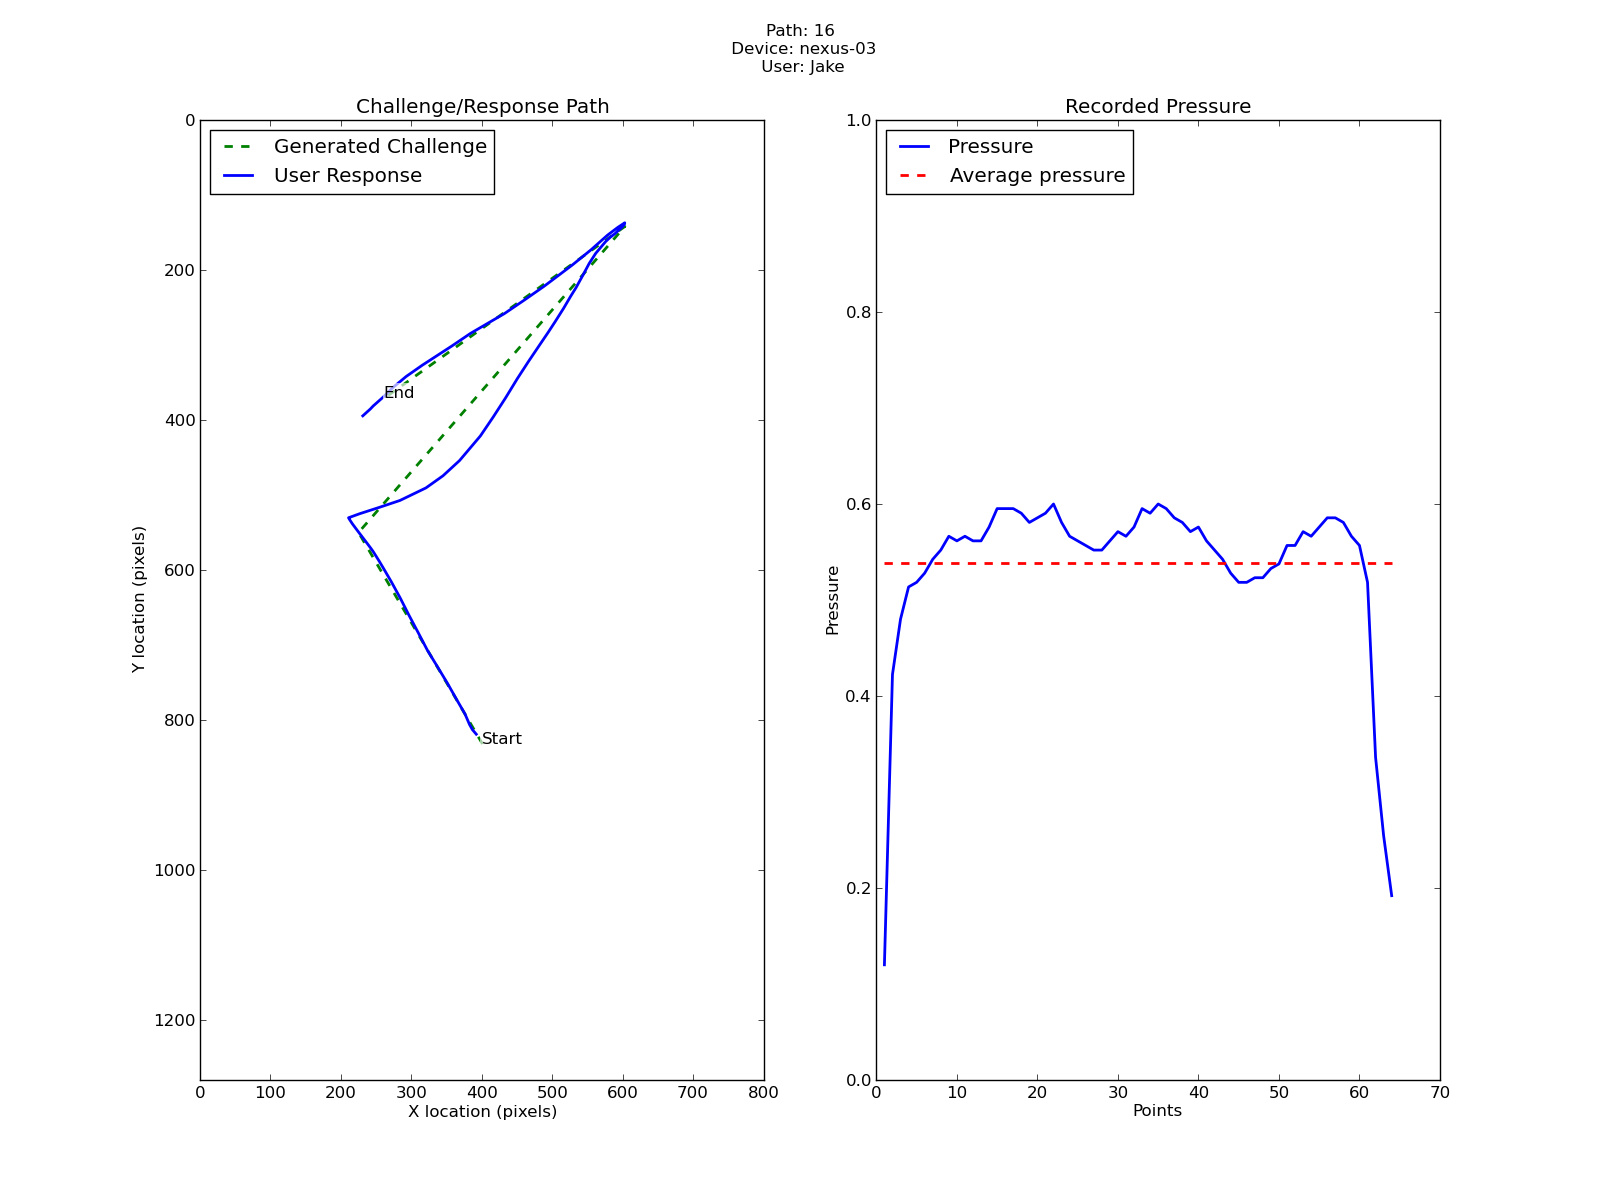 Path: 16
Device: nexus-03
User: Jake
Challenge/Response Path
Generated Challenge
User Response
0
200
400
600
800
1000
1200
Y location (pixels)
End
Start
0 100 200 300 400 500 600 700 800
X location (pixels)
Recorded Pressure
Pressure
Average pressure
1.0
0.8
0.6
0.4
0.2
0.0
Pressure
0 10 20 30 40 50 60 70
Points